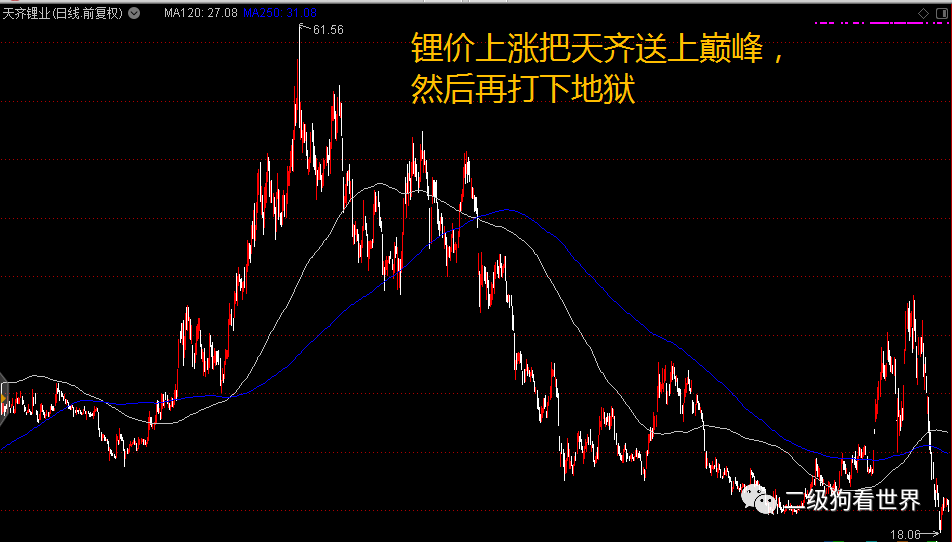 天齐锂业(日线.前复权) MA120: 27.08 MA250: 31.08
61.56
锂价上涨把天齐送上巅峰，
然后再打下地狱
二级狗看世界
18.06